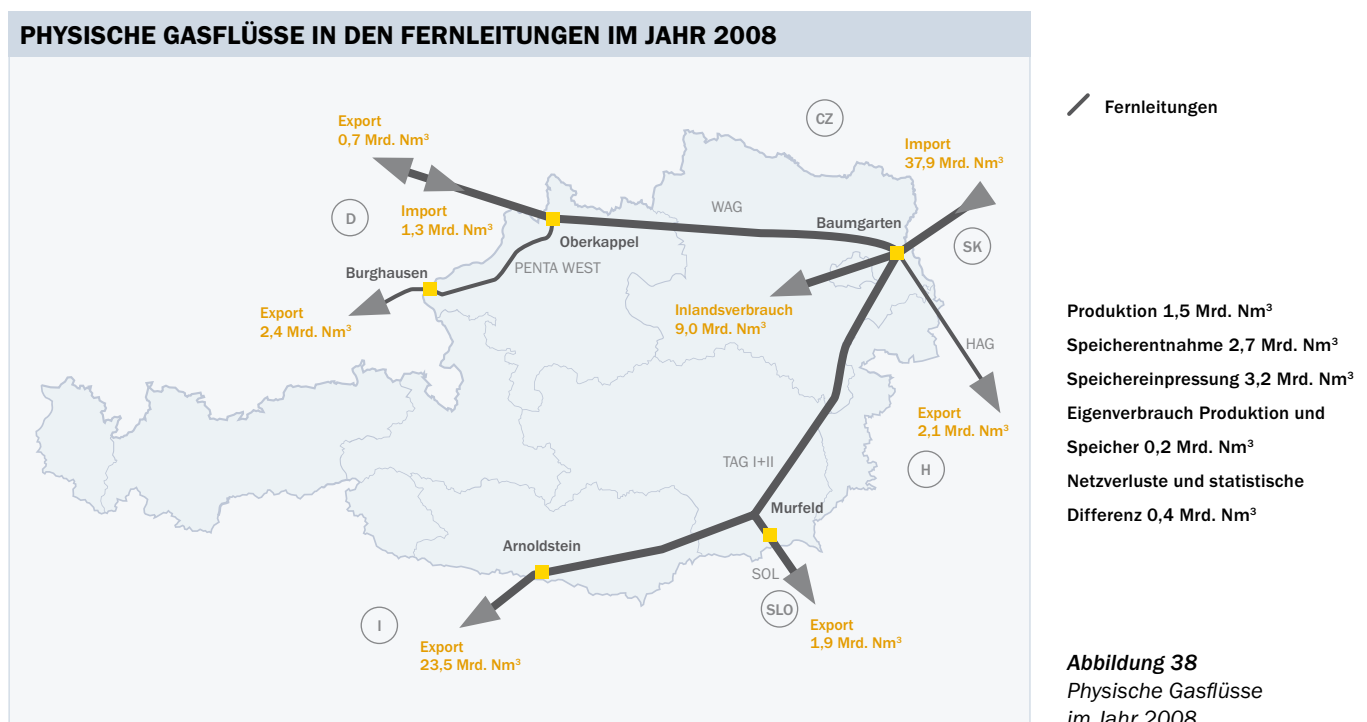 PHYSISCHE GASFLÜSSE IN DEN FERNLEITUNGEN IM JAHR 2008
Fernleitungen
CZ
Export
0,7 Mrd. Nm³
Import
37,9 Mrd. Nm³
D
Import
1,3 Mrd. Nm³
WAG
Baumgarten
SK
Oberkappel
Burghausen
PENTA WEST
Export
2,4 Mrd. Nm³
Inlandsverbrauch
9,0 Mrd. Nm³
HAG
Export
2,1 Mrd. Nm³
H
TAG I+II
Murfeld
Arnoldstein
SOL
SLO
I
Export
1,9 Mrd. Nm³
Export
23,5 Mrd. Nm³
Produktion 1,5 Mrd. Nm³
Speicherentnahme 2,7 Mrd. Nm³
Speichereinpressung 3,2 Mrd. Nm³
Eigenverbrauch Produktion und
Speicher 0,2 Mrd. Nm³
Netzverluste und statistische
Differenz 0,4 Mrd. Nm³
Abbildung 38
Physische Gasflüsse
im Jahr 2008